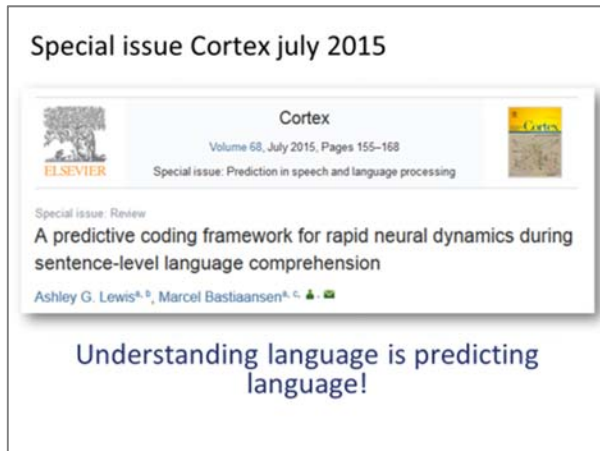 Special issue Cortex july 2015
Cortex
Volume 68, July 2015, Pages 155–168
ELSEVIER
Special issue: Prediction in speech and language processing
Cortex
Special issue: Review
A predictive coding framework for rapid neural dynamics during
sentence-level language comprehension
Ashley G. Lewisa, b, Marcel Bastiaansena, c,
Understanding language is predicting
language!